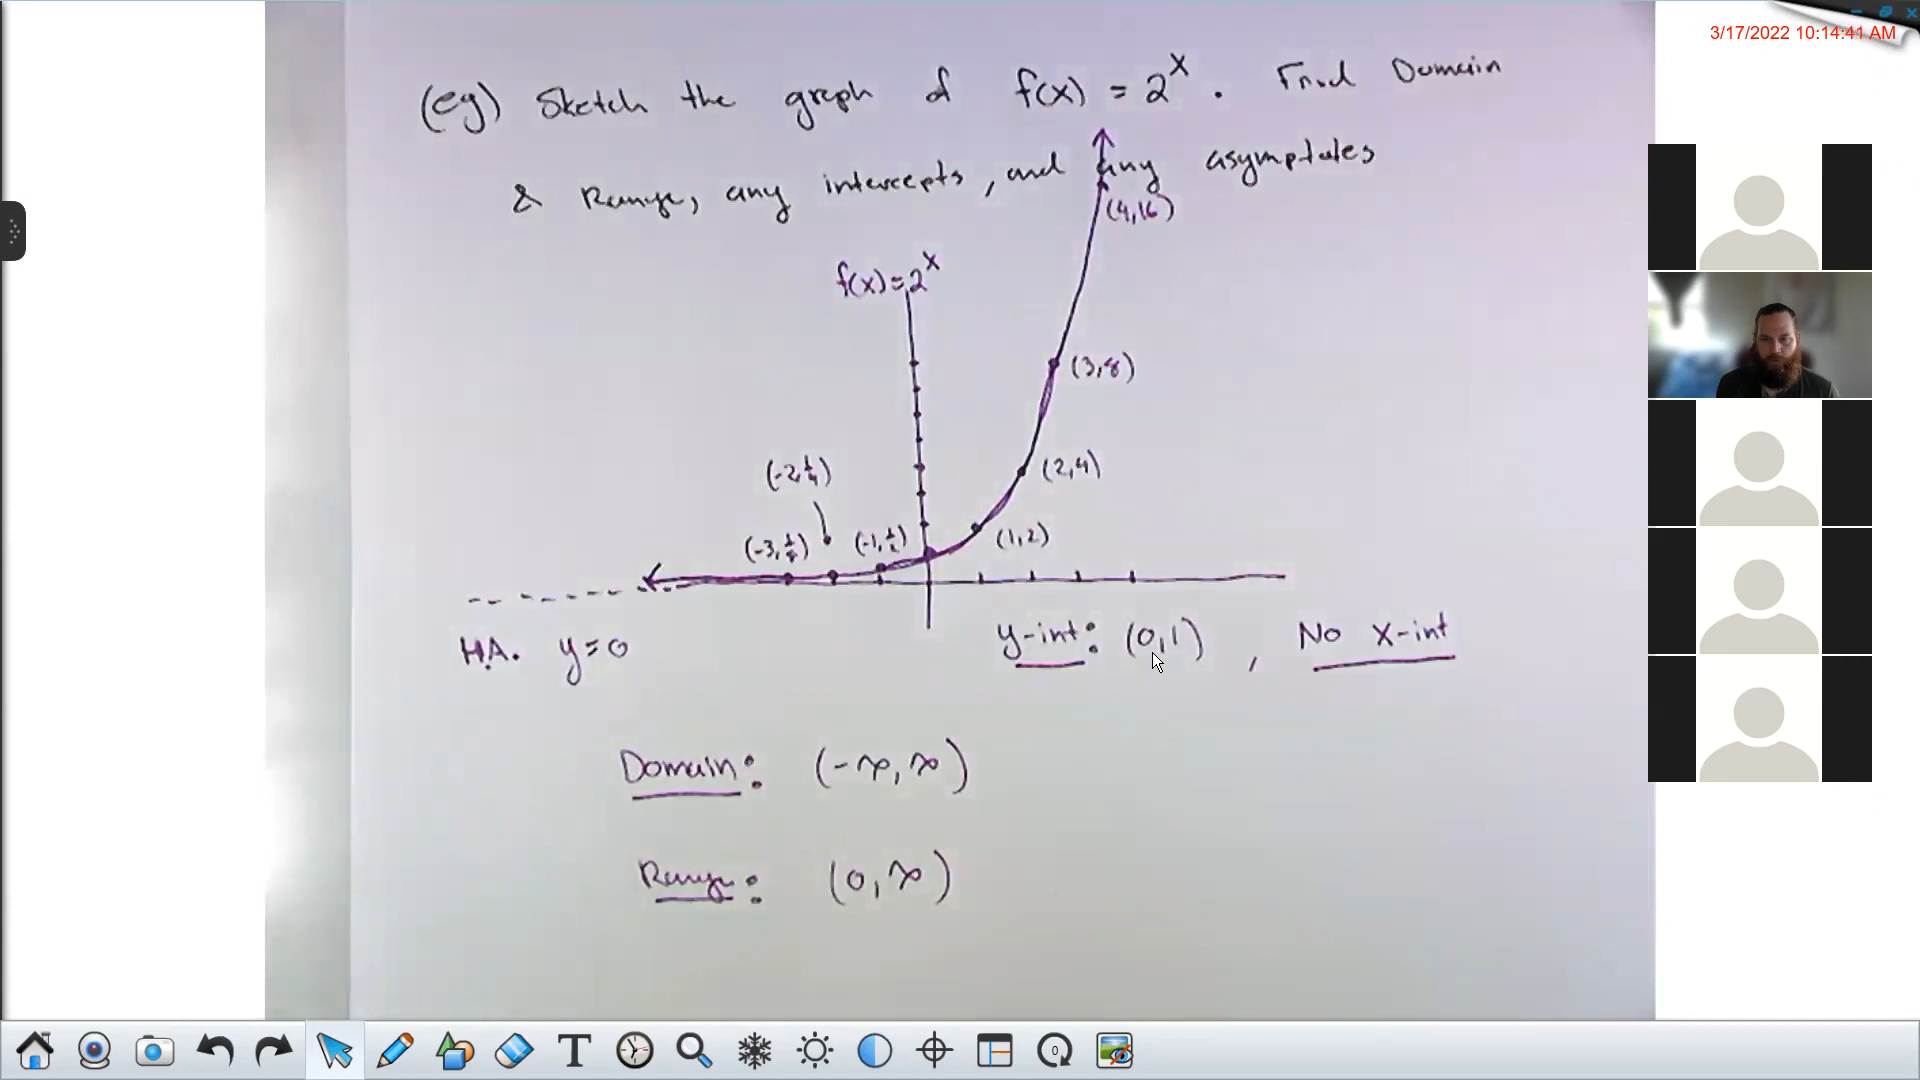 3/17/2022 10:14:41 AM
(eg) Sketch the graph of f(x) = 2^x. Find Domain
& Range, any intercepts, and any asymptotes
(4,16)
f(x)=2^x
(3,8)
(-2,1/4)
(2,4)
(-3,1/8) (-1,1/2) (1,2)
H.A. y=0 y-int: (0,1), No x-int
Domain: (-∞,∞)
Range: (0,∞)
T
0